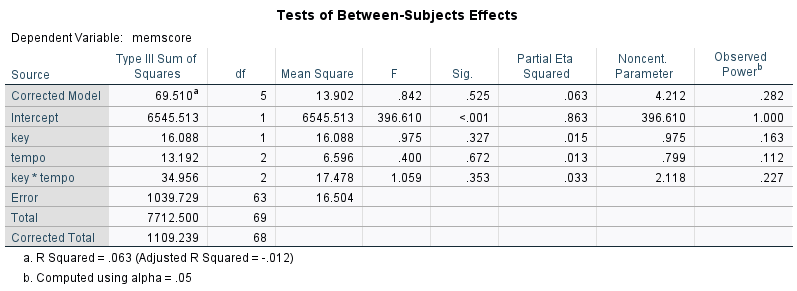 Tests of Between-Subjects Effects
Dependent Variable: memscore
Source Type III Sum of Squares df Mean Square F Sig. Partial Eta Squared Noncent. Parameter Observed Powerᵇ
Corrected Model 69.510ᵃ 5 13.902 .842 .525 .063 4.212 .282
Intercept 6545.513 1 6545.513 396.610 <.001 .863 396.610 1.000
key 16.088 1 16.088 .975 .327 .015 .975 .163
tempo 13.192 2 6.596 .400 .672 .013 .799 .112
key * tempo 34.956 2 17.478 1.059 .353 .033 2.118 .227
Error 1039.729 63 16.504
Total 7712.500 69
Corrected Total 1109.239 68
a. R Squared = .063 (Adjusted R Squared = -.012)
b. Computed using alpha = .05